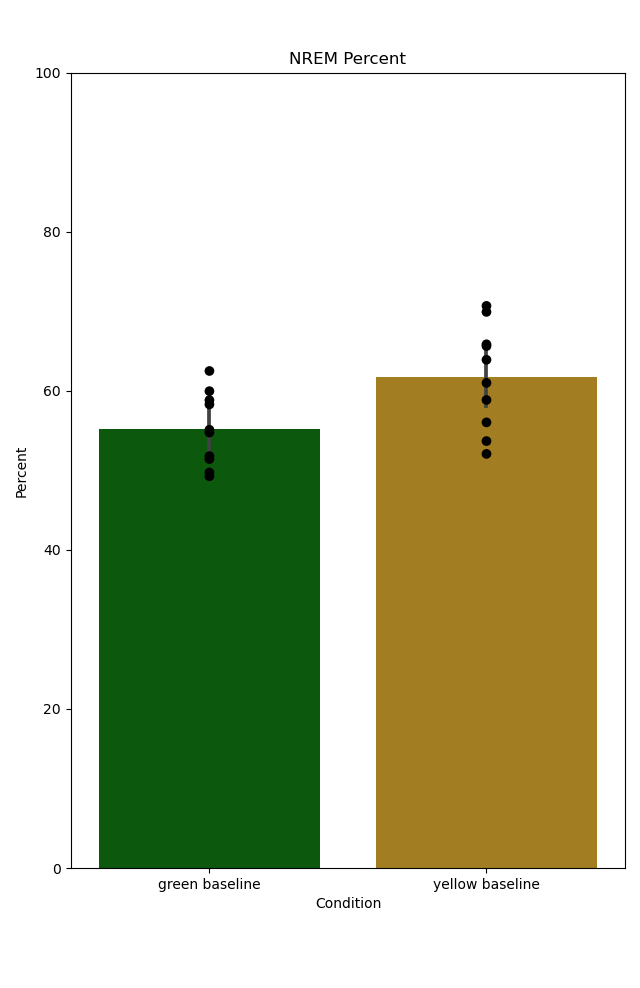 NREM Percent
100
80
60
40
20
0
Percent
green baseline
yellow baseline
Condition